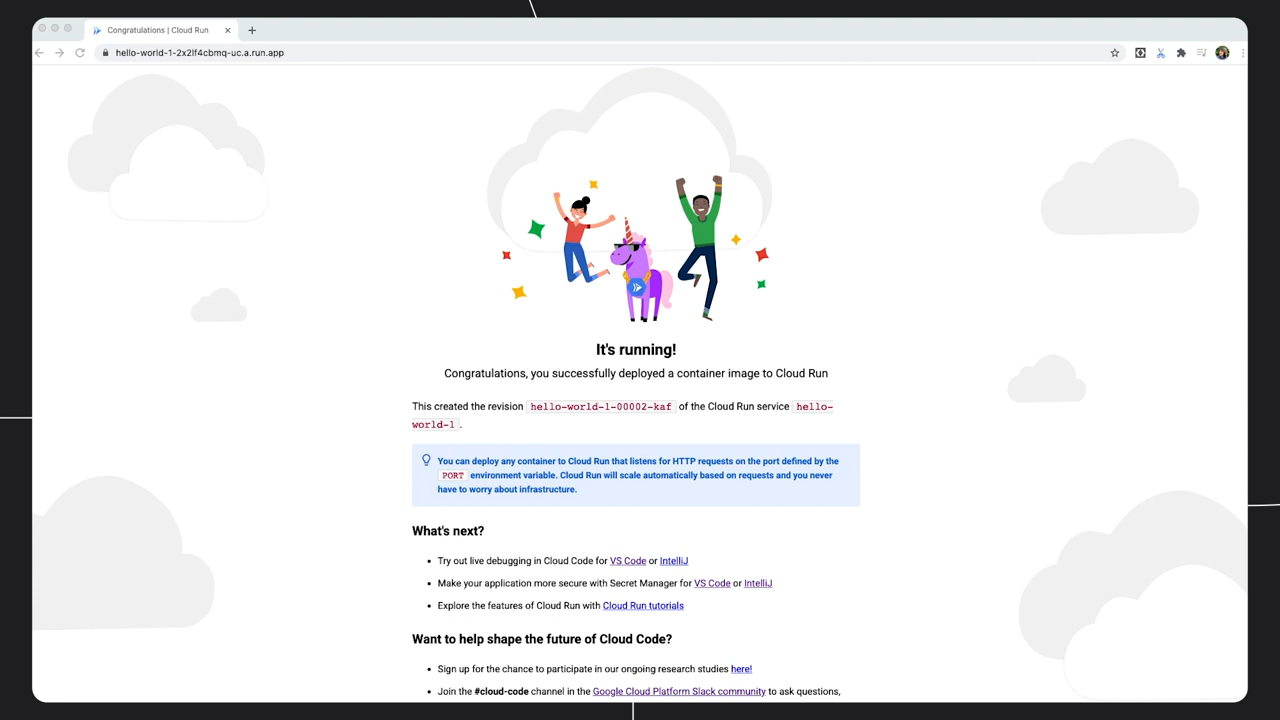 Congratulations | Cloud Run
hello-world-1-2x2lf4cbmq-uc.a.run.app
It's running!
Congratulations, you successfully deployed a container image to Cloud Run
This created the revision hello-world-1-00002-kaf of the Cloud Run service hello-
world-1.
You can deploy any container to Cloud Run that listens for HTTP requests on the port defined by the
PORT environment variable. Cloud Run will scale automatically based on requests and you never
have to worry about infrastructure.
What's next?
• Try out live debugging in Cloud Code for VS Code or IntelliJ
• Make your application more secure with Secret Manager for VS Code or IntelliJ
• Explore the features of Cloud Run with Cloud Run tutorials
Want to help shape the future of Cloud Code?
• Sign up for the chance to participate in our ongoing research studies here!
• Join the #cloud-code channel in the Google Cloud Platform Slack community to ask questions,